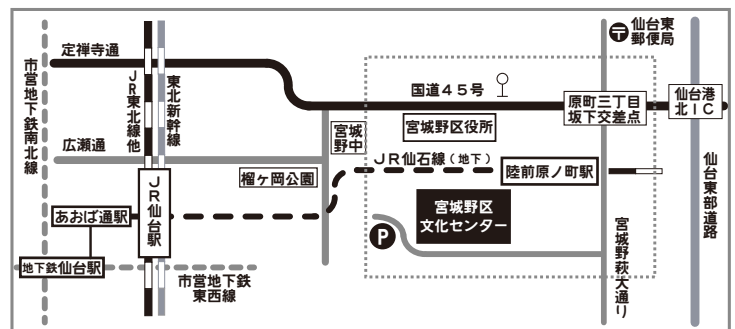 定禅寺通
市営地下鉄南北線
JR東北線他
東北新幹線
広瀬通
JR仙台駅
あおば通駅
地下鉄仙台駅
市営地下鉄
東西線
榴ヶ岡公園
宮城
野中
国道45号
宮城野区役所
JR仙石線(地下)
陸前原ノ町駅
宮城野区
文化センター
P
〒
仙台東
郵便局
原町三丁目
坂下交差点
仙台港
北IC
宮城野萩大通り
仙台東部道路